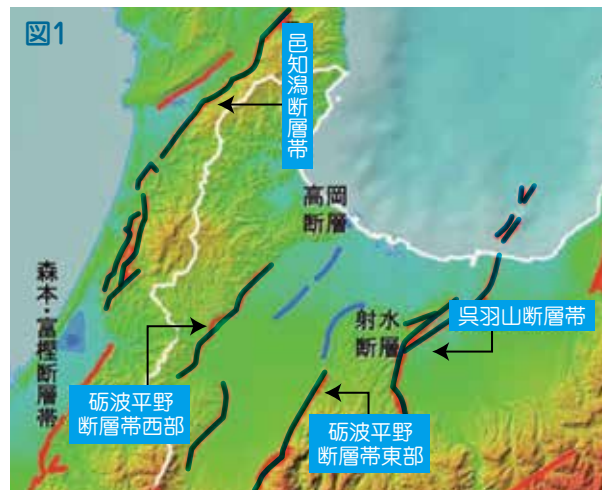 図1
邑知潟断層帯
高岡
断層
森本・富樫断層帯
射水
断層
呉羽山断層帯
砺波平野
断層帯西部
砺波平野
断層帯東部